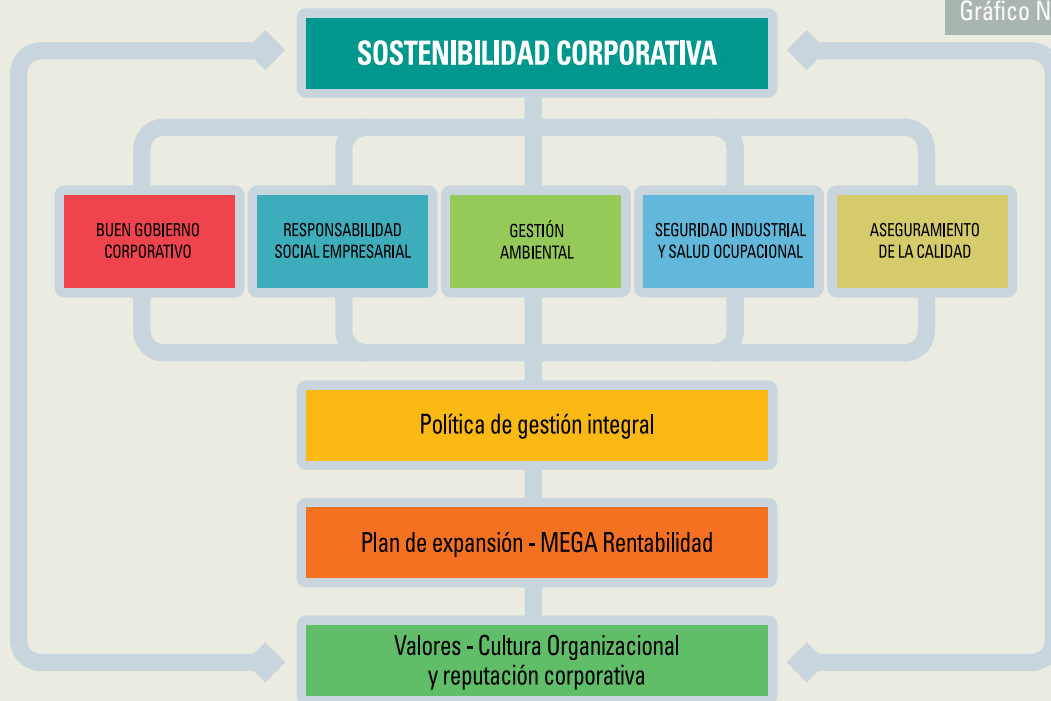 Gráfico N
SOSTENIBILIDAD CORPORATIVA
BUEN GOBIERNO
CORPORATIVO
RESPONSABILIDAD
SOCIAL EMPRESARIAL
GESTIÓN
AMBIENTAL
SEGURIDAD INDUSTRIAL
Y SALUD OCUPACIONAL
ASEGURAMIENTO
DE LA CALIDAD
Política de gestión integral
Plan de expansión - MEGA Rentabilidad
Valores - Cultura Organizacional
y reputación corporativa